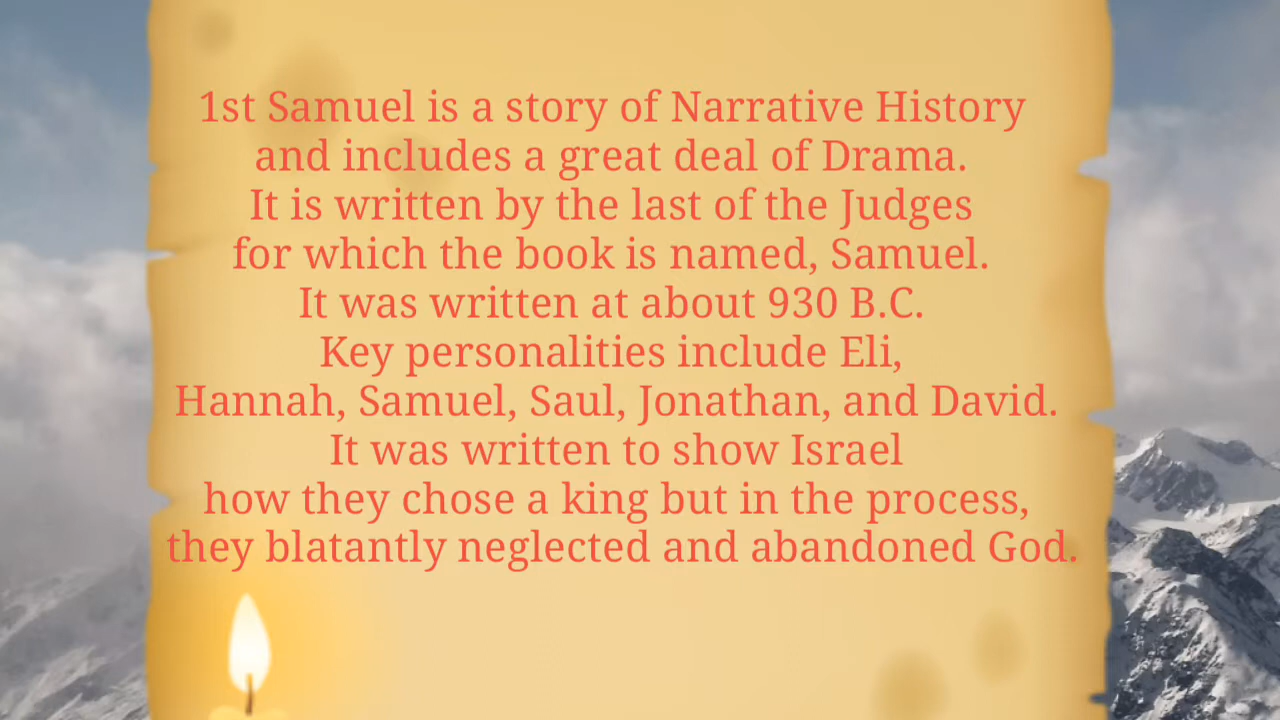 1st Samuel is a story of Narrative History
and includes a great deal of Drama.
It is written by the last of the Judges
for which the book is named, Samuel.
It was written at about 930 B.C.
Key personalities include Eli,
Hannah, Samuel, Saul, Jonathan, and David.
It was written to show Israel
how they chose a king but in the process,
they blatantly neglected and abandoned God.